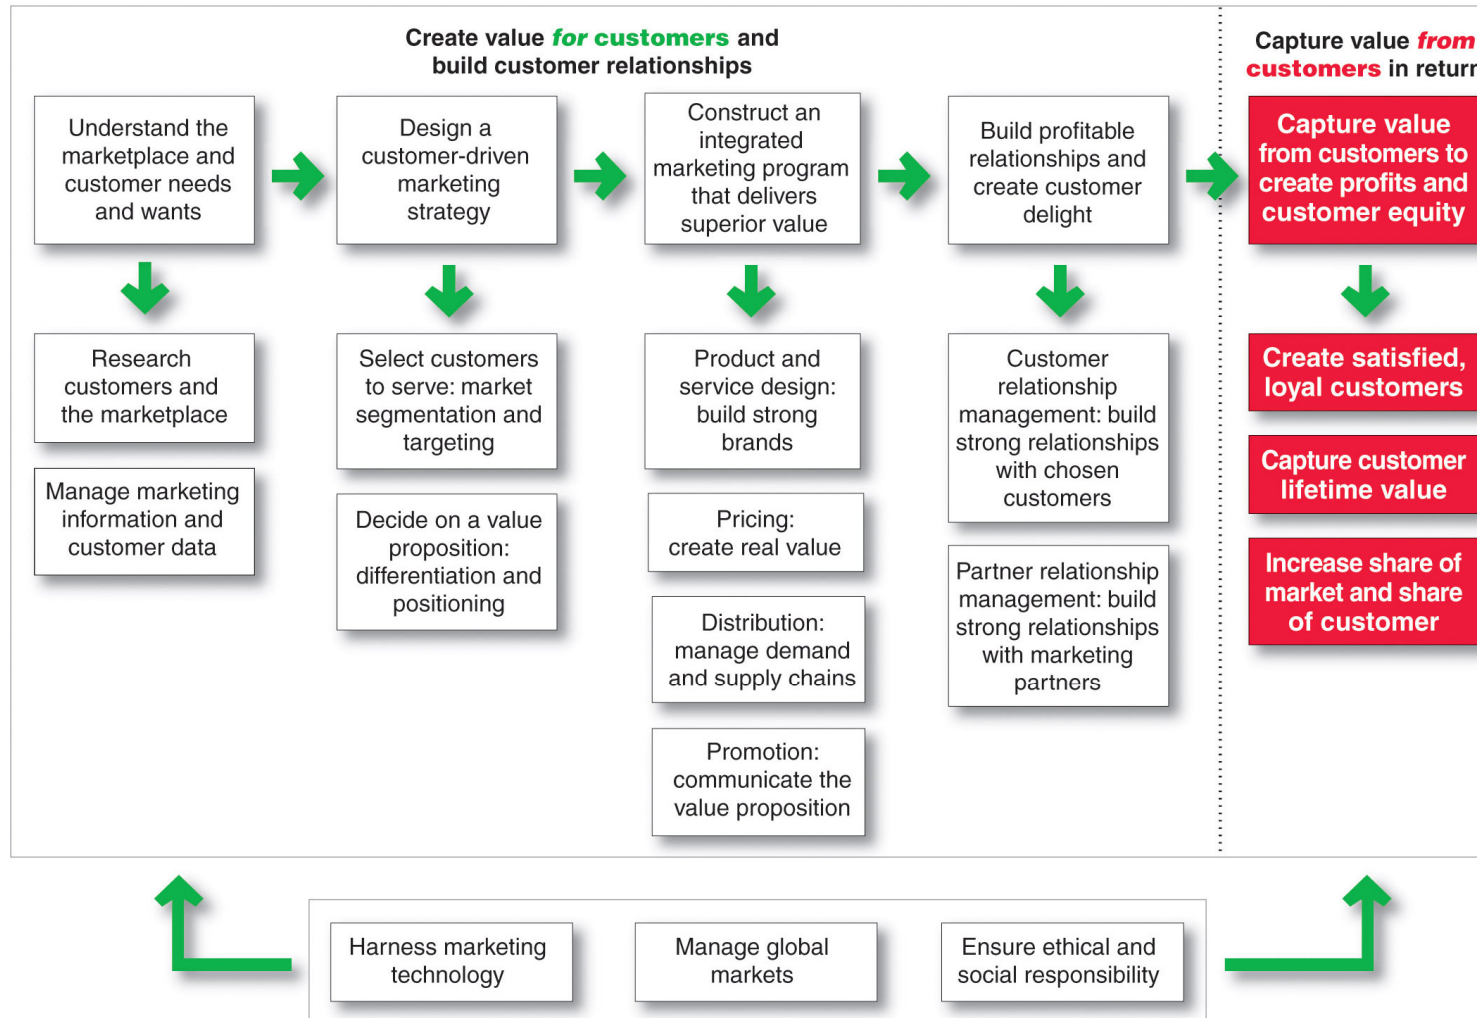 Create value for customers and
build customer relationships
Capture value from
customers in return
Understand the
marketplace and
customer needs
and wants
Design a
customer-driven
marketing
strategy
Construct an
integrated
marketing program
that delivers
superior value
Build profitable
relationships and
create customer
delight
Capture value
from customers to
create profits and
customer equity
Research
customers and
the marketplace
Manage marketing
information and
customer data
Select customers
to serve: market
segmentation and
targeting
Decide on a value
proposition:
differentiation and
positioning
Product and
service design:
build strong
brands
Pricing:
create real value
Distribution:
manage demand
and supply chains
Promotion:
communicate the
value proposition
Customer
relationship
management: build
strong relationships
with chosen
customers
Partner relationship
management: build
strong relationships
with marketing
partners
Create satisfied,
loyal customers
Capture customer
lifetime value
Increase share of
market and share
of customer
Harness marketing
technology
Manage global
markets
Ensure ethical and
social responsibility